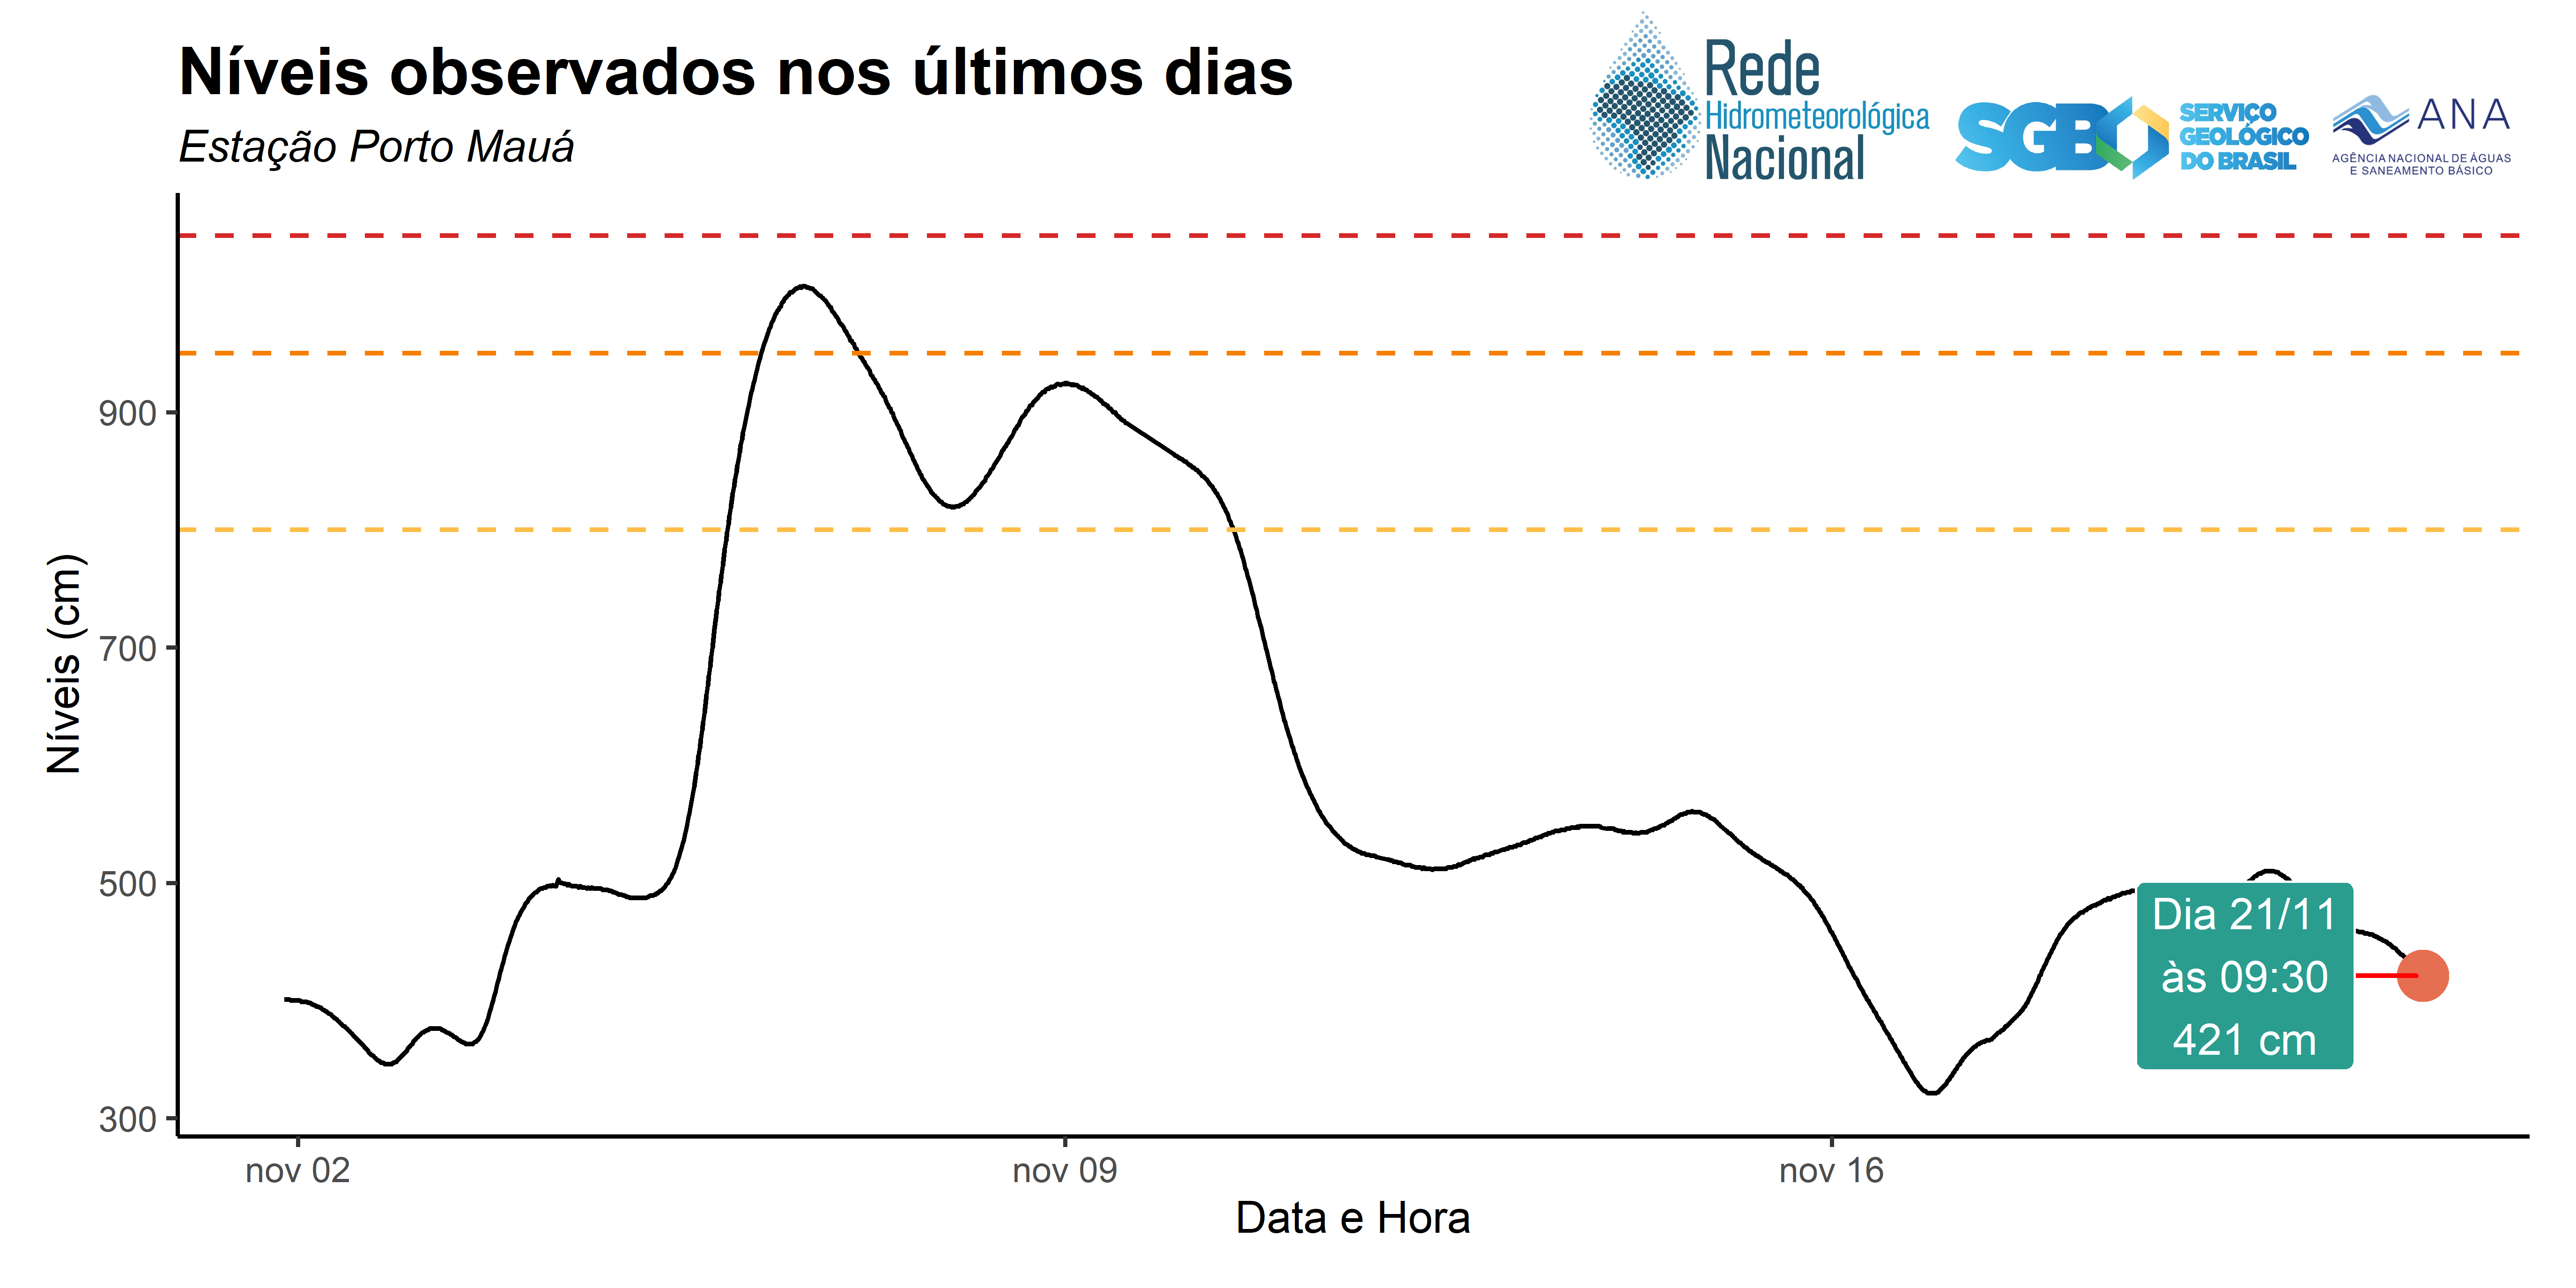 Níveis observados nos últimos dias
Estação Porto Mauá
Rede
Hidrometeorológica
Nacional
SGB
SERVIÇO
GEOLÓGICO
DO BRASIL
ANA
AGÊNCIA NACIONAL DE ÁGUAS
E SANEAMENTO BÁSICO
Níveis (cm)
900
700
500
300
Dia 21/11
às 09:30
421 cm
nov 02
nov 09
nov 16
Data e Hora